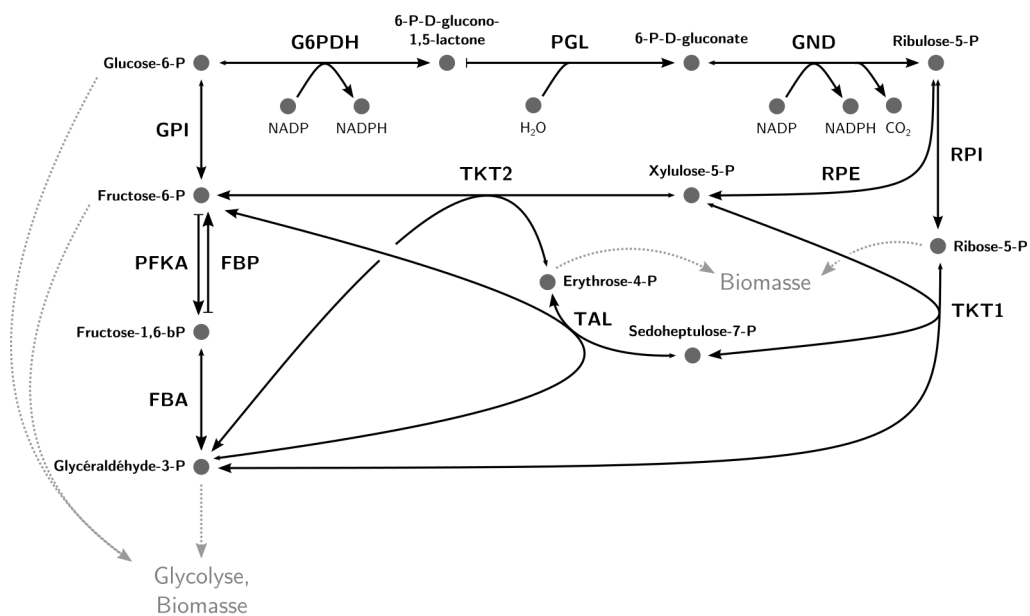 6-P-D-glucono-
1,5-lactone
G6PDH
PGL
6-P-D-gluconate
GND
Ribulose-5-P
Glucose-6-P
NADP
NADPH
H₂O
NADP
NADPH
CO₂
GPI
RPI
TKT2
Xylulose-5-P
RPE
Fructose-6-P
Ribose-5-P
PFKA
FBP
Erythrose-4-P
Biomasse
TKT1
TAL
Sedoheptulose-7-P
Fructose-1,6-bP
FBA
Glycéraldéhyde-3-P
Glycolyse,
Biomasse